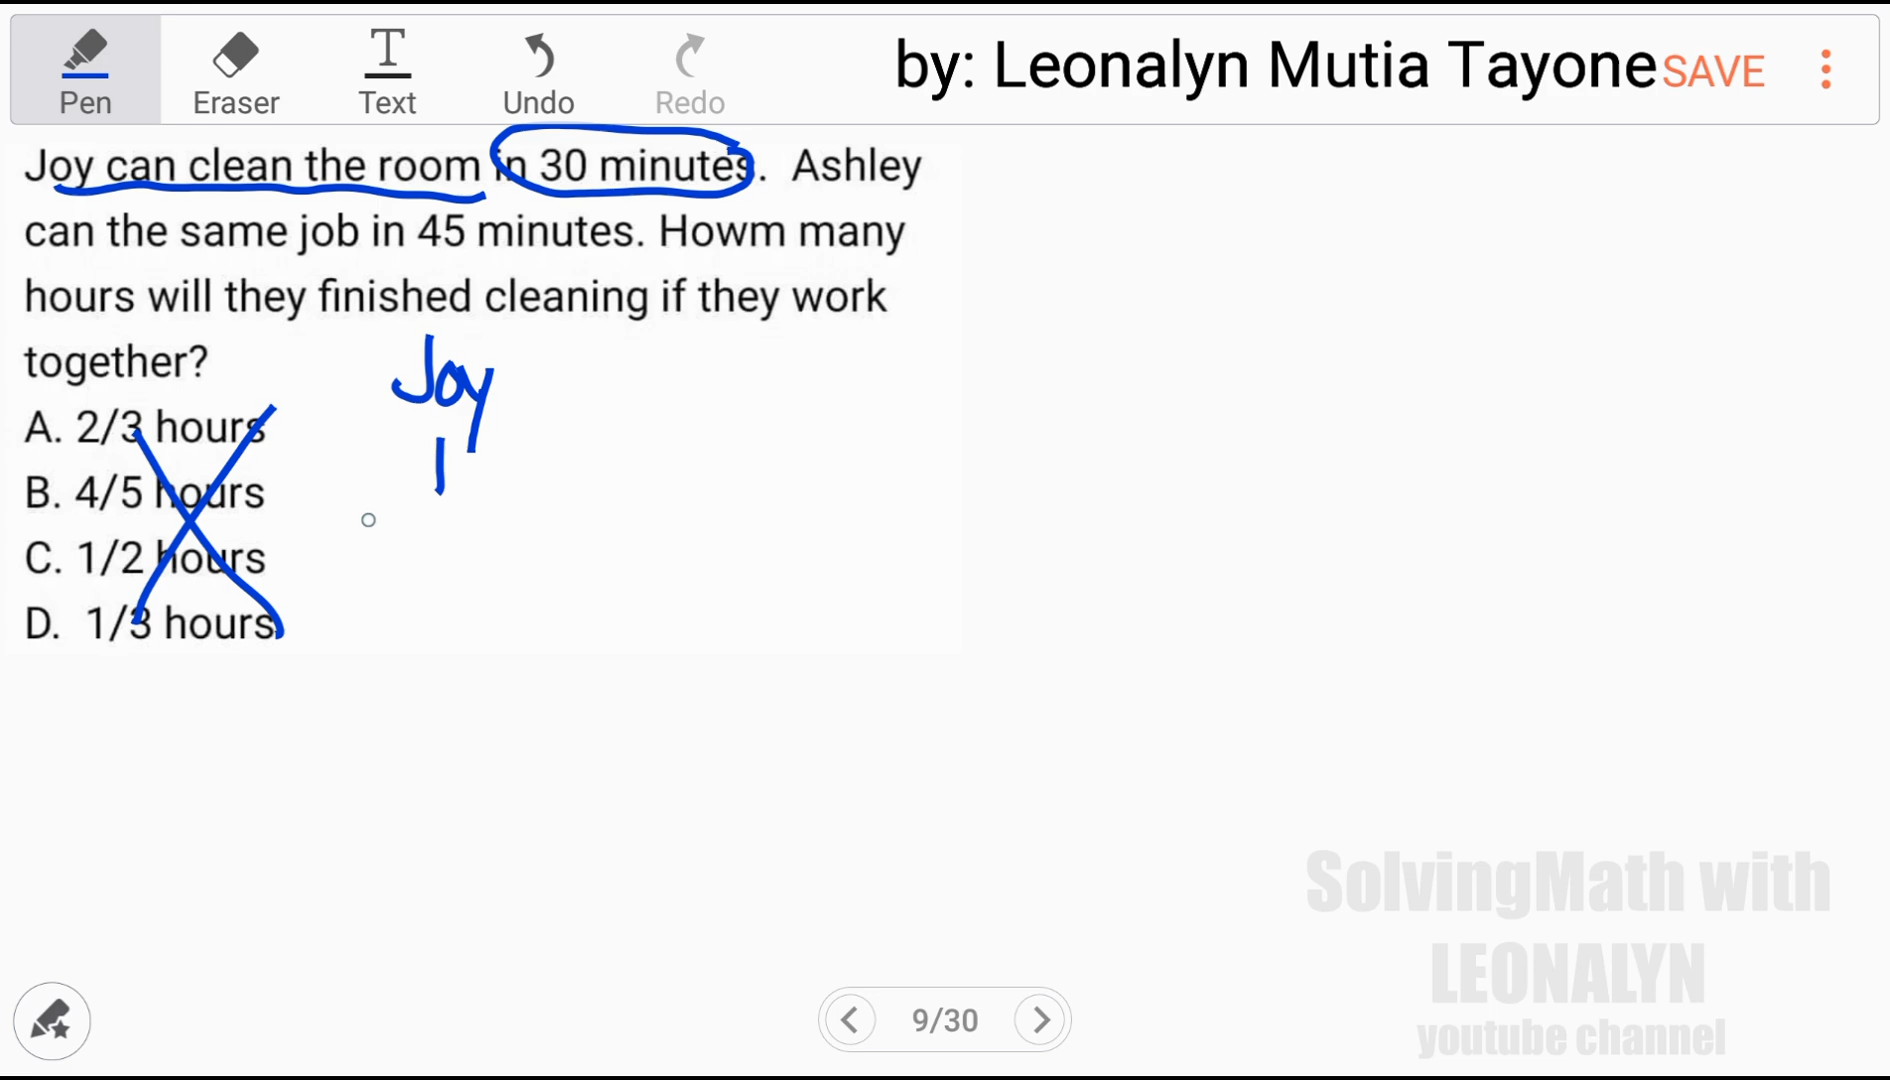 Pen
Eraser
Text
Undo
Redo
by: Leonalyn Mutia Tayone
SAVE
Joy can clean the room in 30 minutes. Ashley
can the same job in 45 minutes. Howm many
hours will they finished cleaning if they work
together?
Joy
1
A. 2/3 hours
B. 4/5 hours
C. 1/2 hours
D. 1/3 hours
SolvingMath with
LEONALYN
youtube channel
9/30